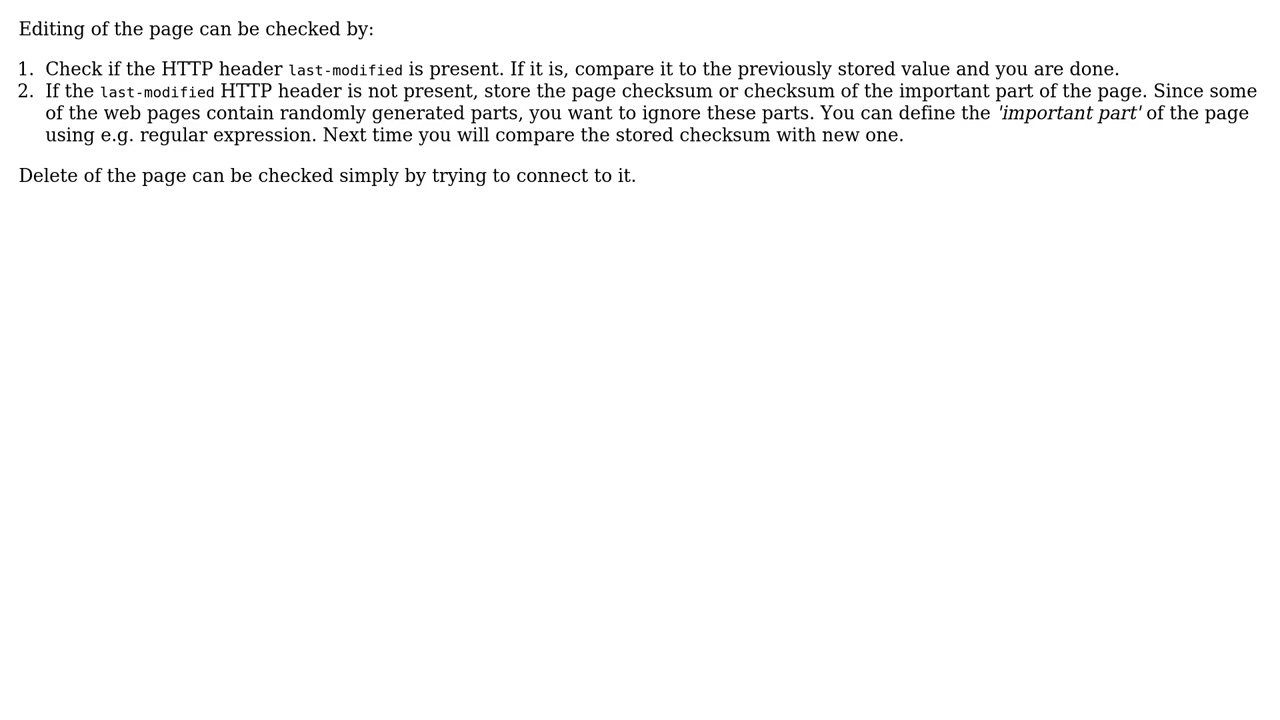 Editing of the page can be checked by:
1. Check if the HTTP header last-modified is present. If it is, compare it to the previously stored value and you are done.
2. If the last-modified HTTP header is not present, store the page checksum or checksum of the important part of the page. Since some
of the web pages contain randomly generated parts, you want to ignore these parts. You can define the 'important part' of the page
using e.g. regular expression. Next time you will compare the stored checksum with new one.
Delete of the page can be checked simply by trying to connect to it.